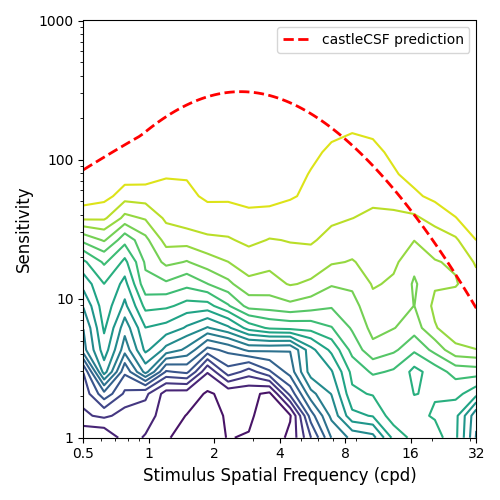 1000
castleCSF prediction
100
Sensitivity
10
1
0.5 1 2 4 8 16 32
Stimulus Spatial Frequency (cpd)